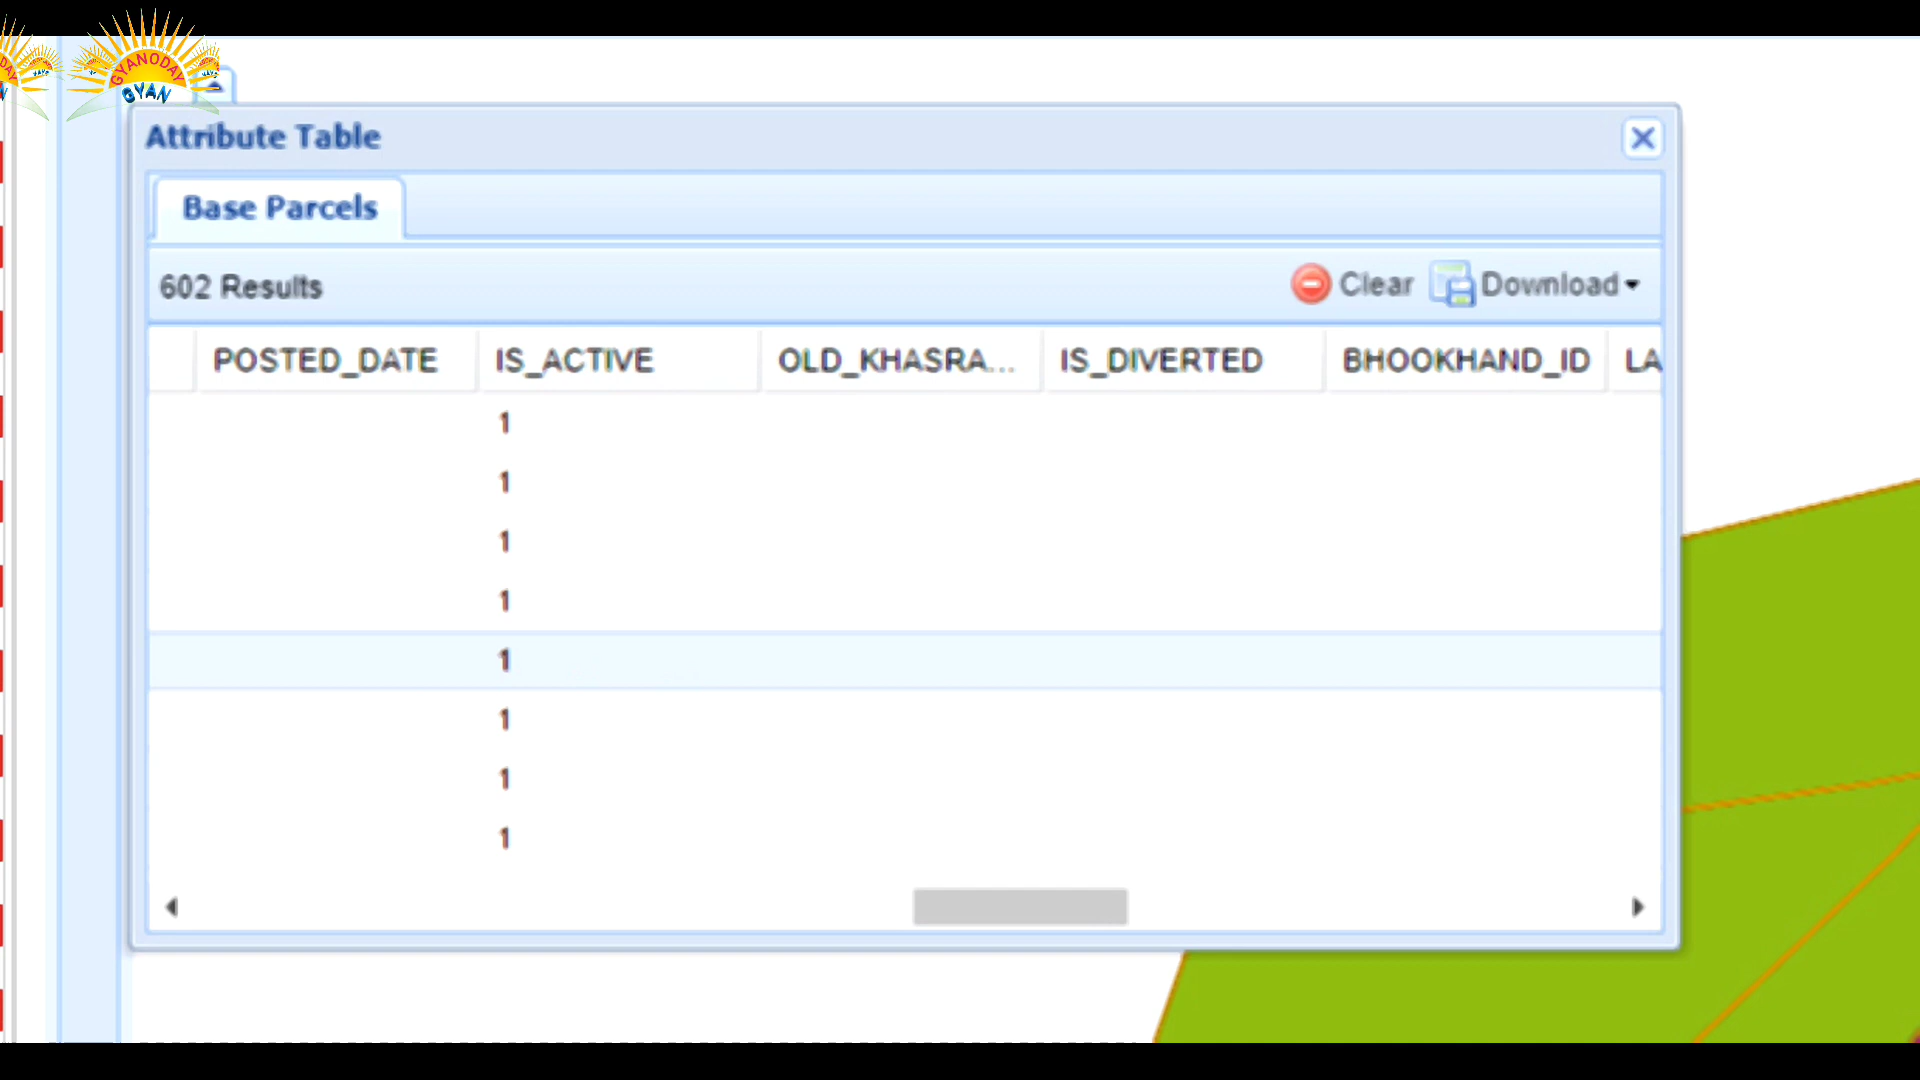 GYANODAY
GYAN
Attribute Table
Base Parcels
602 Results
Clear
Download
POSTED_DATE IS_ACTIVE OLD_KHASRA... IS_DIVERTED BHOOKHAND_ID LA
1
1
1
1
1
1
1
1